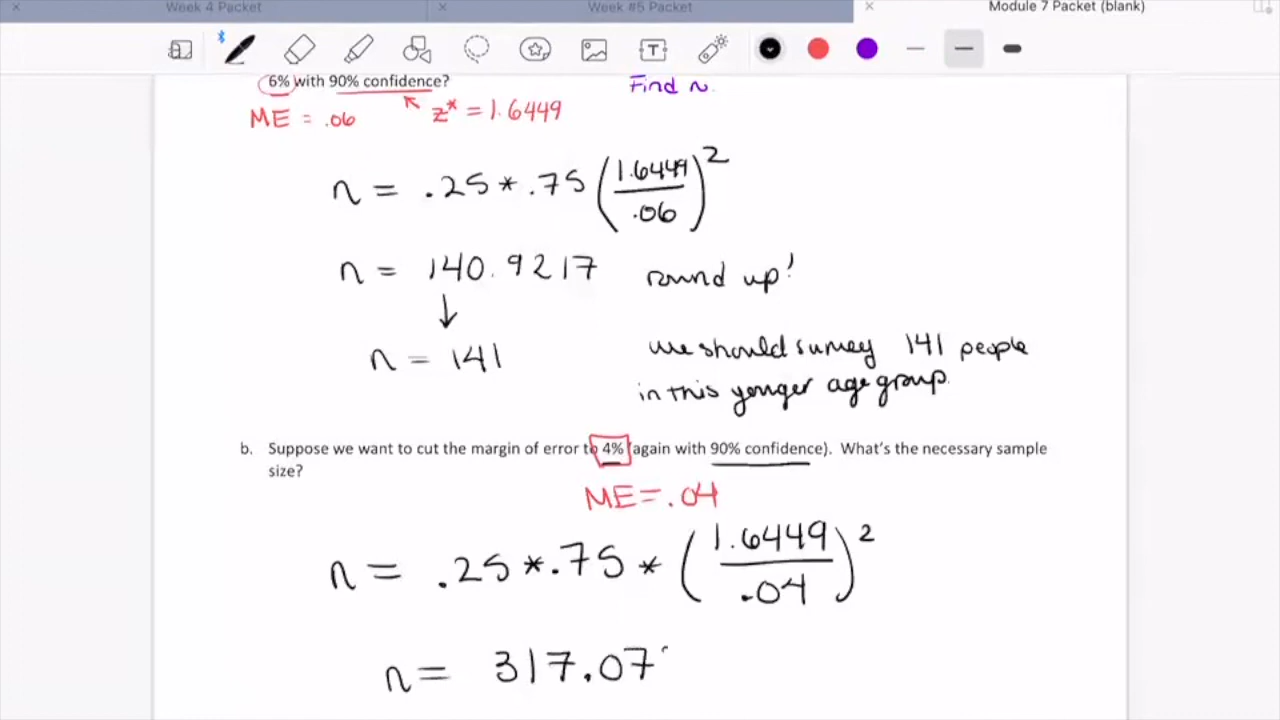 Week 4 Packet
Week #5 Packet
Module 7 Packet (blank)
6% with 90% confidence?
Find n
ME = .06
z* = 1.6449
n = .25 * .75 (1.6449/.06)2
n = 140.9217 round up!
↓
n = 141
we should survey 141 people
in this younger age group.
b. Suppose we want to cut the margin of error to 4% (again with 90% confidence). What's the necessary sample
size?
ME = .04
n = .25 * .75 * (1.6449/.04)2
n = 317.07